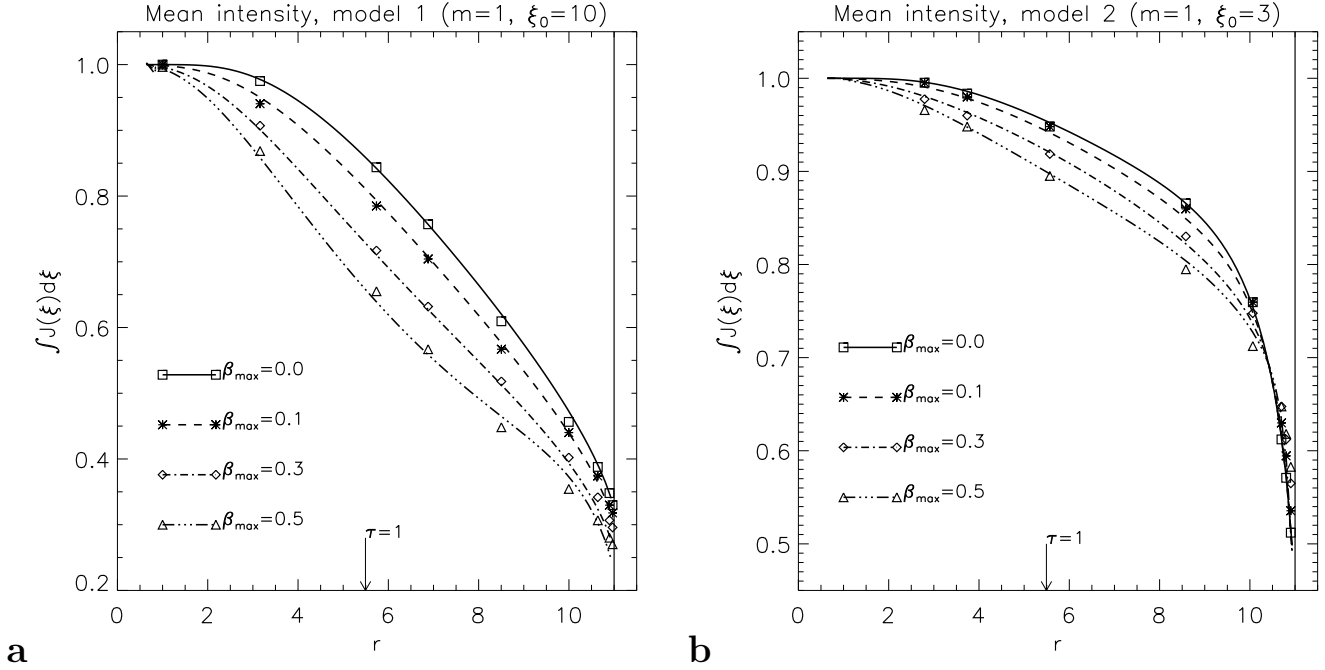 Mean intensity, model 1 (m=1, ξ₀=10)
1.0
0.8
0.6
0.4
0.2
∫J(ξ)dξ
βmax=0.0
βmax=0.1
βmax=0.3
βmax=0.5
τ=1
0 2 4 6 8 10
r
a
Mean intensity, model 2 (m=1, ξ₀=3)
1.0
0.9
0.8
0.7
0.6
0.5
∫J(ξ)dξ
βmax=0.0
βmax=0.1
βmax=0.3
βmax=0.5
τ=1
0 2 4 6 8 10
r
b